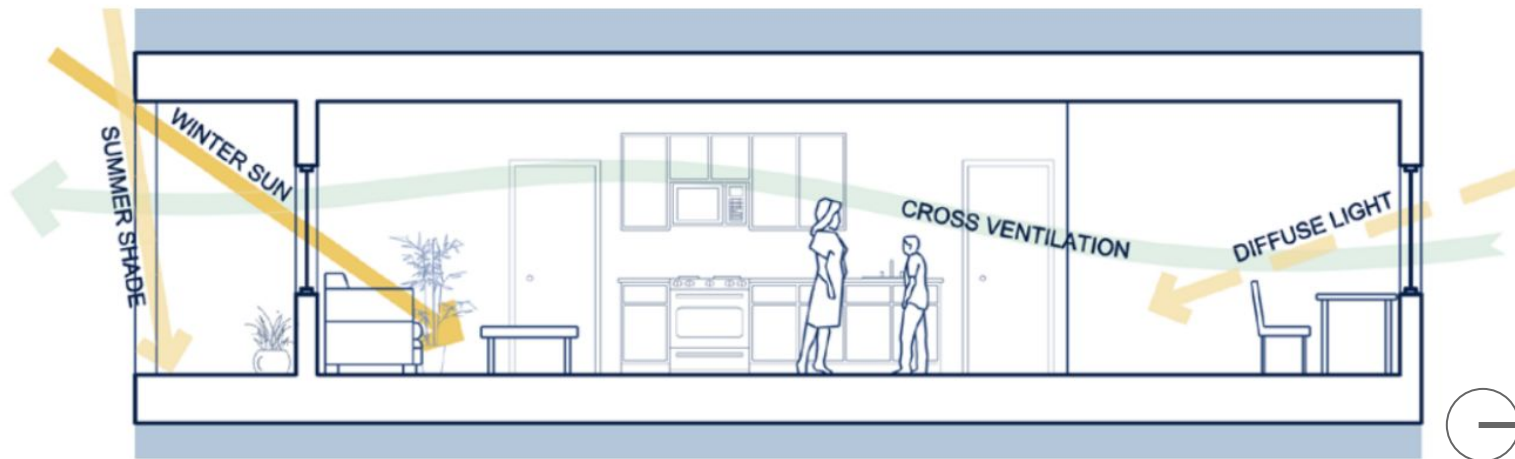 WINTER SUN
SUMMER SHADE
CROSS VENTILATION
DIFFUSE LIGHT